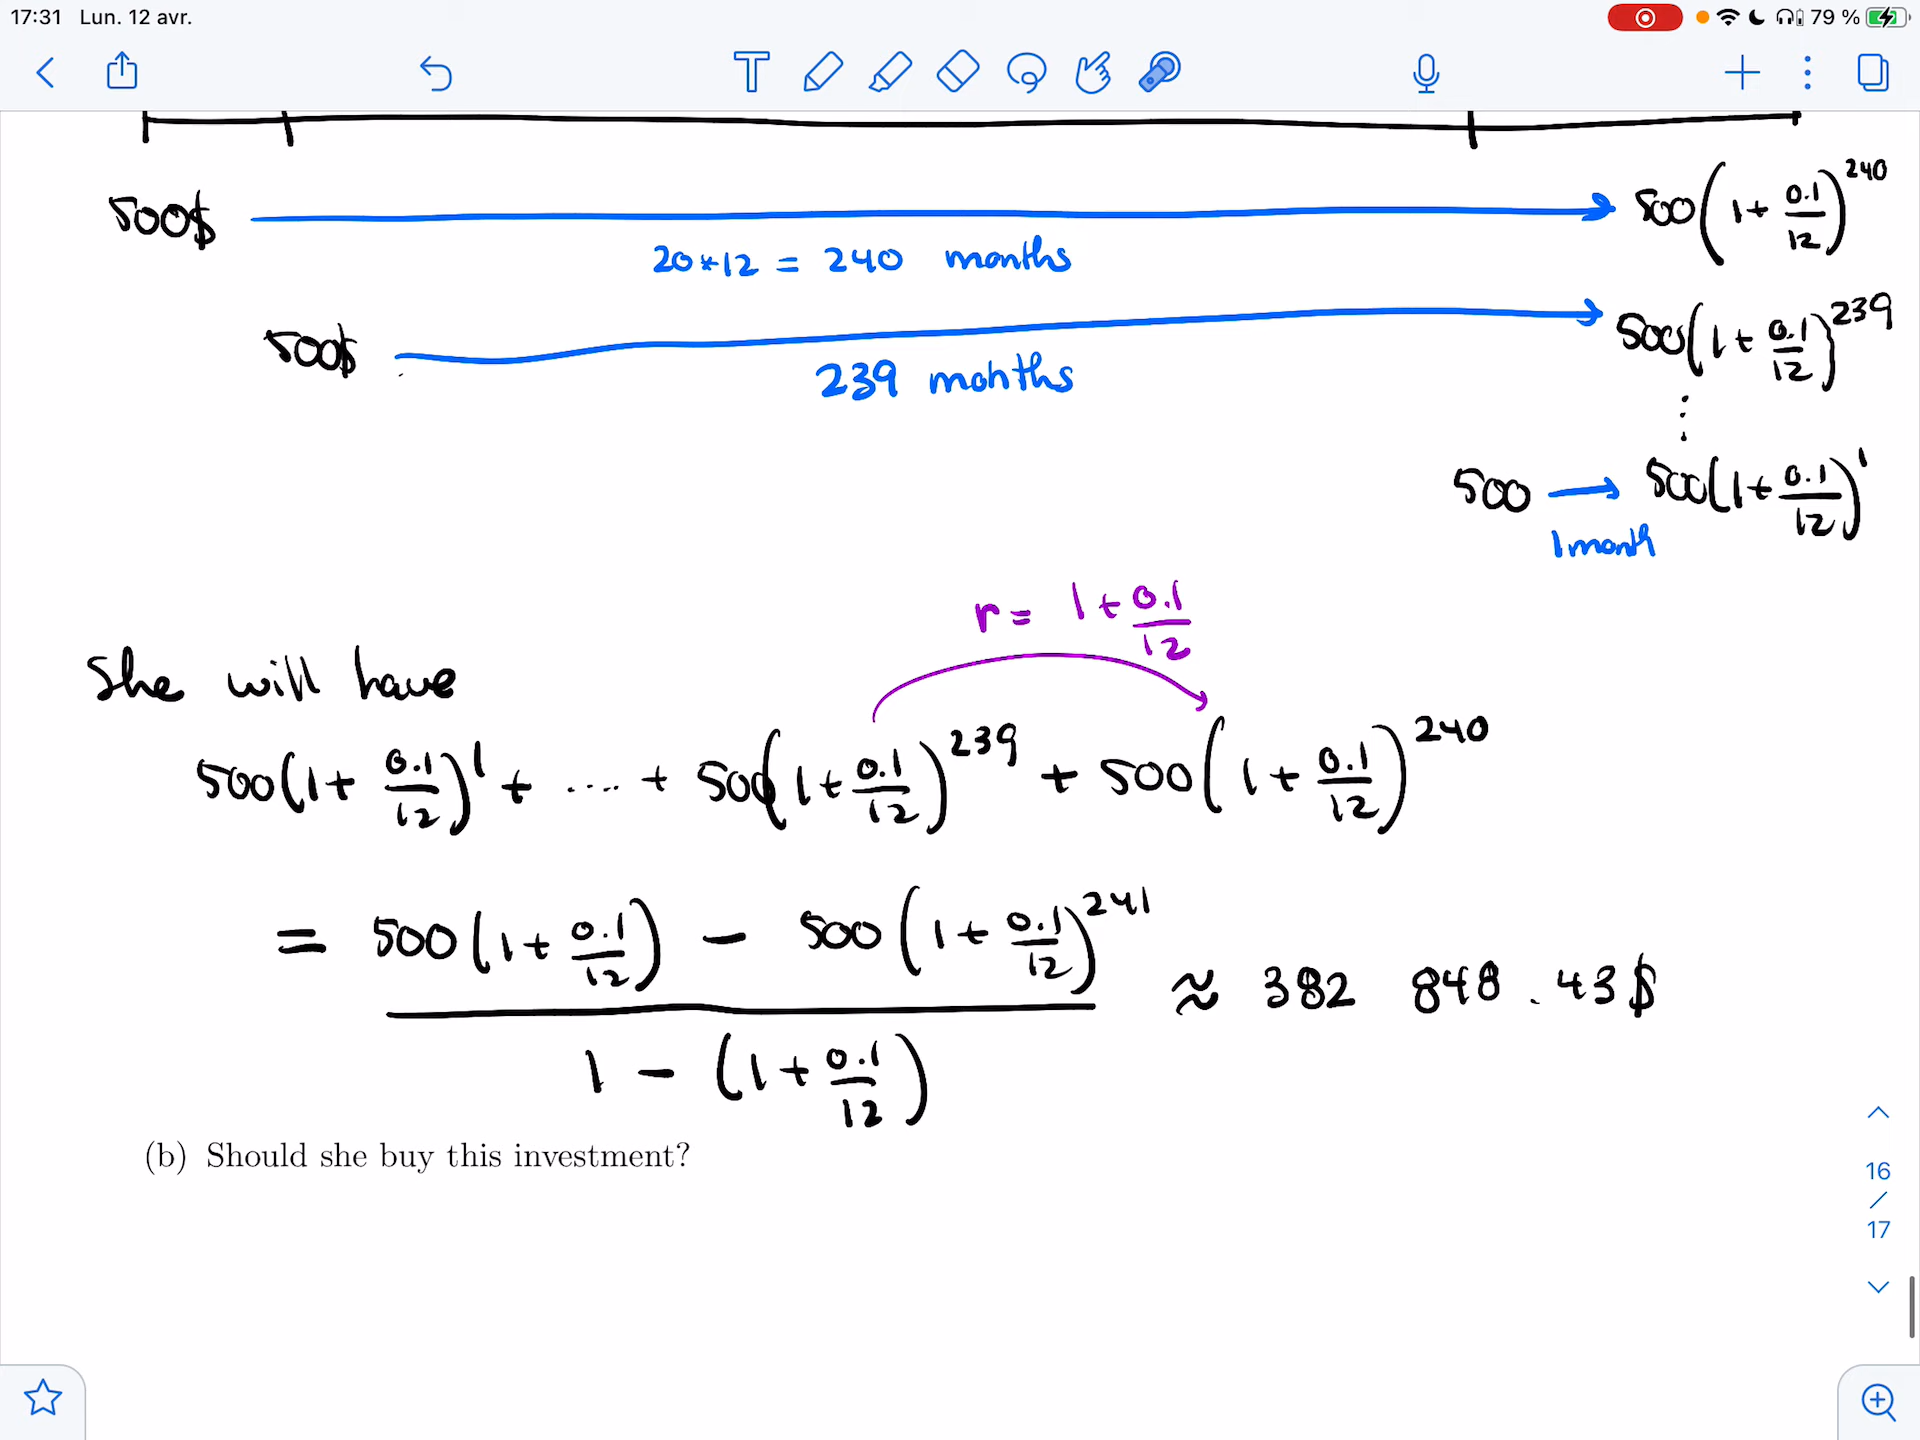 17:31 Lun. 12 avr. 79 %
500$ 500(1+0.1/12)^240
20*12 = 240 months
500$ 500(1+0.1/12)^239
239 months
⋮
500 → 500(1+0.1/12)^1
1 month
r = 1+0.1/12
She will have
500(1+0.1/12)^1 + .... + 500(1+0.1/12)^239 + 500(1+0.1/12)^240
= (500(1+0.1/12) - 500(1+0.1/12)^241)/(1-(1+0.1/12)) ≈ 382 848.43$
(b) Should she buy this investment?
16
/
17